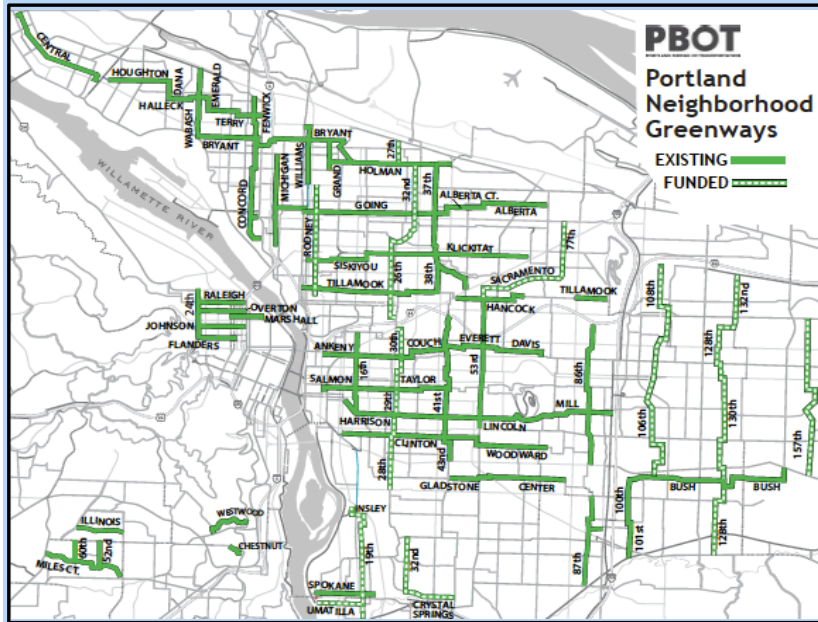 PBOT
Portland
Neighborhood
Greenways
EXISTING
FUNDED
CENTRAL
HOUGHTON
DANA
EMERALD
HALLECK
TERRY
FENWICK
WABASH
BRYANT
BRYANT
WILLIAMS
MICHIGAN
GRAND
27th
HOLMAN
32nd
37th
ALBERTA CT.
ALBERTA
GOING
CONCORD
WILLAMETTE
RIVER
RODNEY
KLICKITAT
77th
SISKIYOU
26th
38th
SACRAMENTO
TILLAMOOK
TILLAMOOK
HANCOCK
108th
132nd
RALEIGH
24th
OVERTON
MARSHALL
JOHNSON
FLANDERS
30th
COUCH
EVERETT
DAVIS
ANKENY
16th
53rd
86th
128th
SALMON
TAYLOR
29th
41st
MILL
106th
130th
157th
HARRISON
LINCOLN
CLINTON
WOODWARD
28th
43nd
GLADSTONE
CENTER
100th
BUSH
BUSH
INSLEY
WESTWOOD
ILLINOIS
60th
52nd
CHESTNUT
19th
32nd
87th
101st
128th
MILES CT.
SPOKANE
UMATILLA
CRYSTAL
SPRINGS